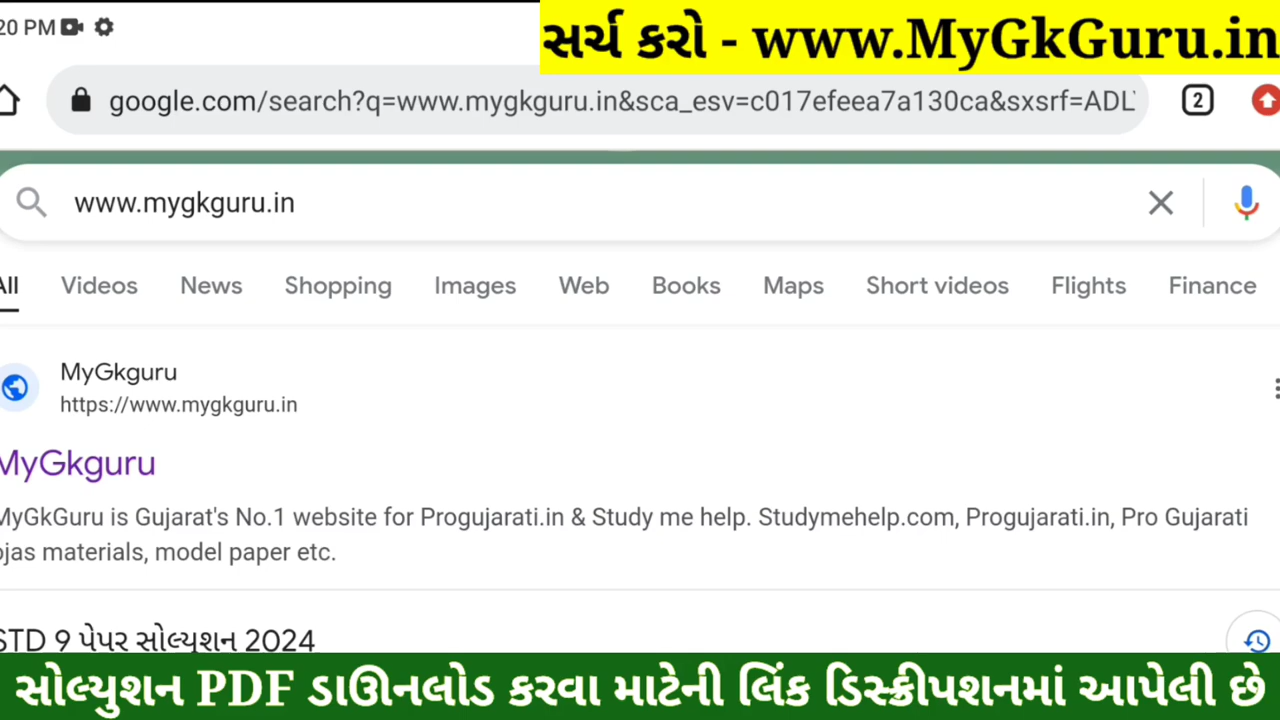 20 PM
સર્ચ કરો - www.MyGkGuru.in
google.com/search?q=www.mygkguru.in&sca_esv=c017efeea7a130ca&sxsrf=ADL
2
www.mygkguru.in
All Videos News Shopping Images Web Books Maps Short videos Flights Finance
MyGkguru
https://www.mygkguru.in
MyGkguru
MyGkGuru is Gujarat's No.1 website for Progujarati.in & Study me help. Studymehelp.com, Progujarati.in, Pro Gujarati
ojas materials, model paper etc.
STD 9 પેપર સોલ્યુશન 2024
સોલ્યુશન PDF ડાઊનલોડ કરવા માટેની લિંક ડિસ્ક્રીપશનમાં આપેલી છે